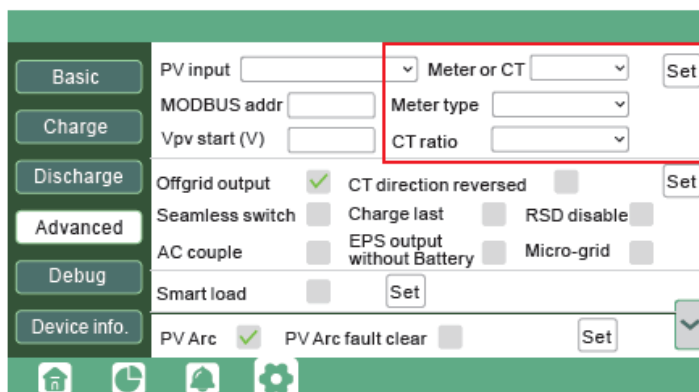 Basic
Charge
Discharge
Advanced
Debug
Device info.
PV input Meter or CT Set
MODBUS addr Meter type
Vpv start (V) CT ratio
Offgrid output CT direction reversed Set
Seamless switch Charge last RSD disable
AC couple EPS output without Battery Micro-grid
Smart load Set
PV Arc PV Arc fault clear Set